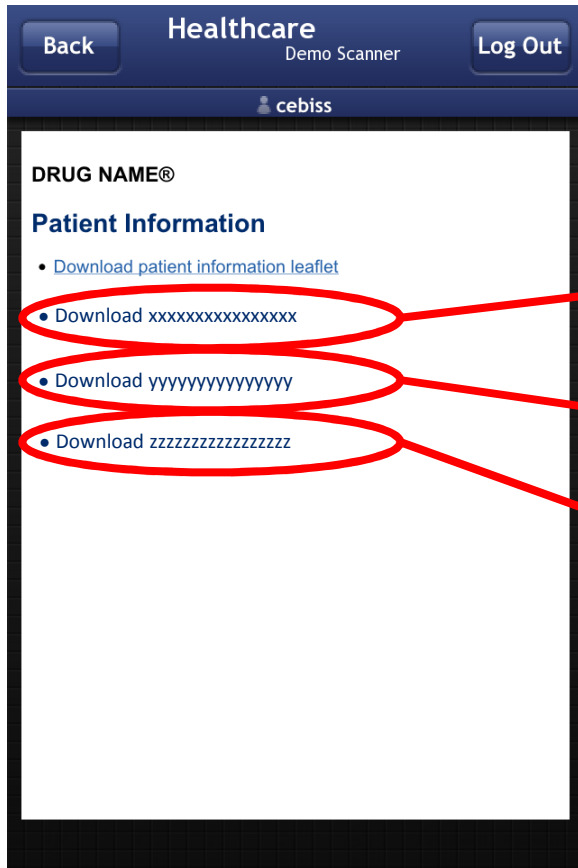 Back
Healthcare
Demo Scanner
Log Out
cebiss
DRUG NAME®
Patient Information
• Download patient information leaflet
• Download xxxxxxxxxxxxxxxx
• Download yyyyyyyyyyyyyyy
• Download zzzzzzzzzzzzzzzzz